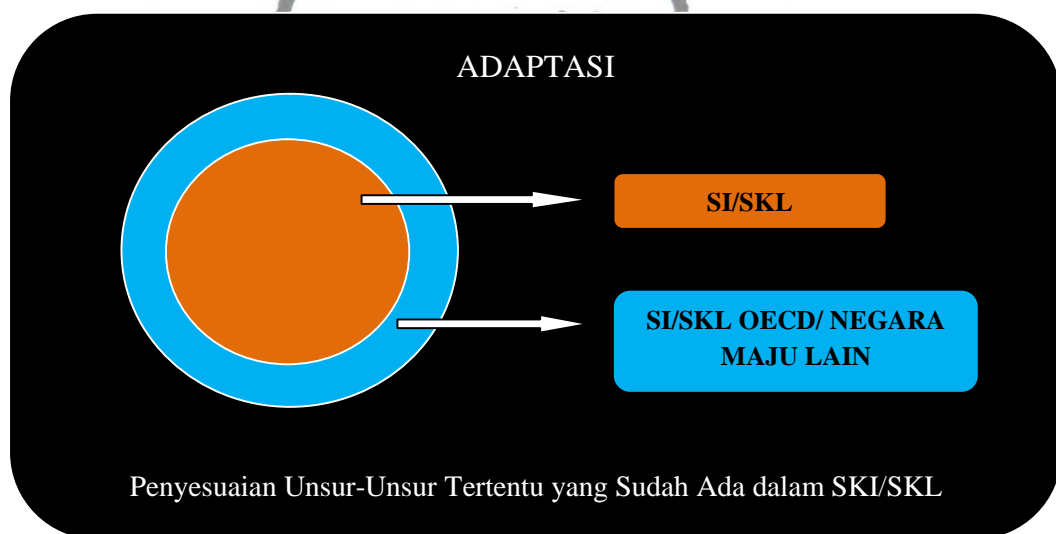 ADAPTASI
SI/SKL
SI/SKL OECD/ NEGARA
MAJU LAIN
Penyesuaian Unsur-Unsur Tertentu yang Sudah Ada dalam SKI/SKL